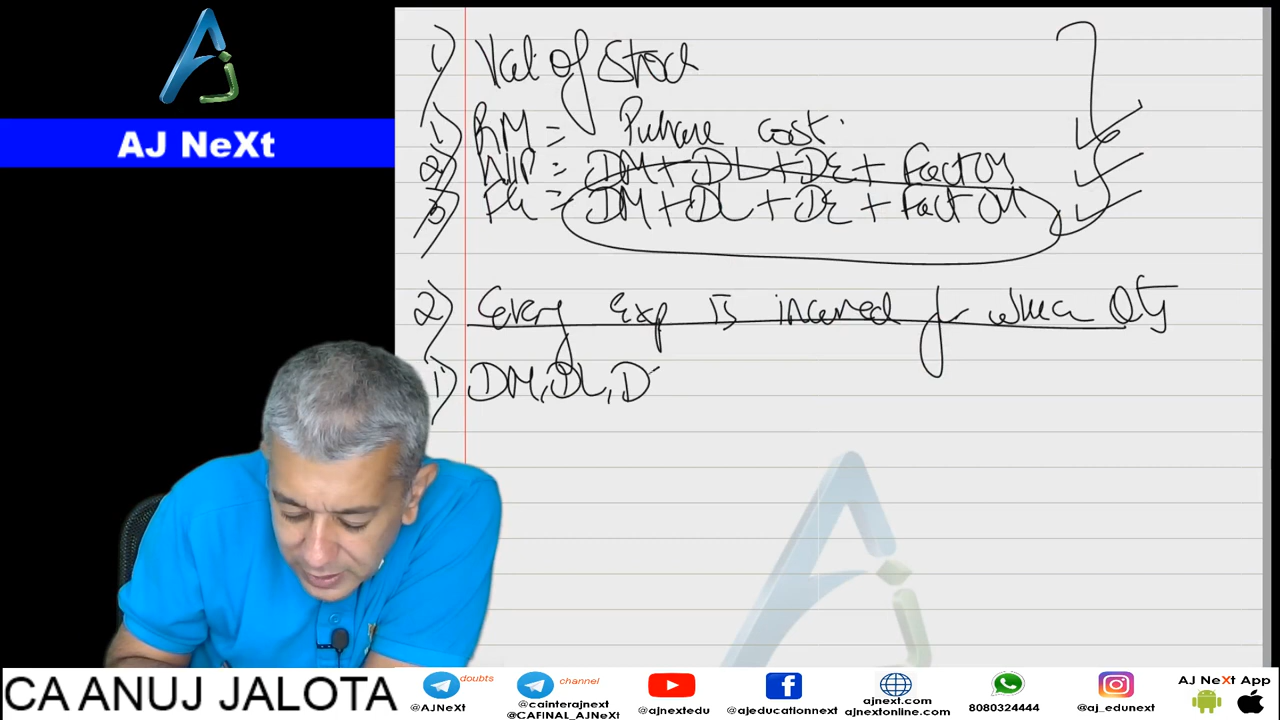 AJ NeXt
1) Val of Stock
1) RM = Purchase cost.
2) WIP = DM + DL + DE + Factory
3) FG = DM + DL + DE + Factory
2) Every Exp is incurred for which Qty
1) DM, DL, D
CA ANUJ JALOTA
doubts
@AJNeXt
channel
@cainterajnext
@CAFINAL_AJNeXt
@ajnextedu
@ajeducationnext
ajnext.com
ajnextonline.com
8080324444
@aj_edunext
AJ NeXt App